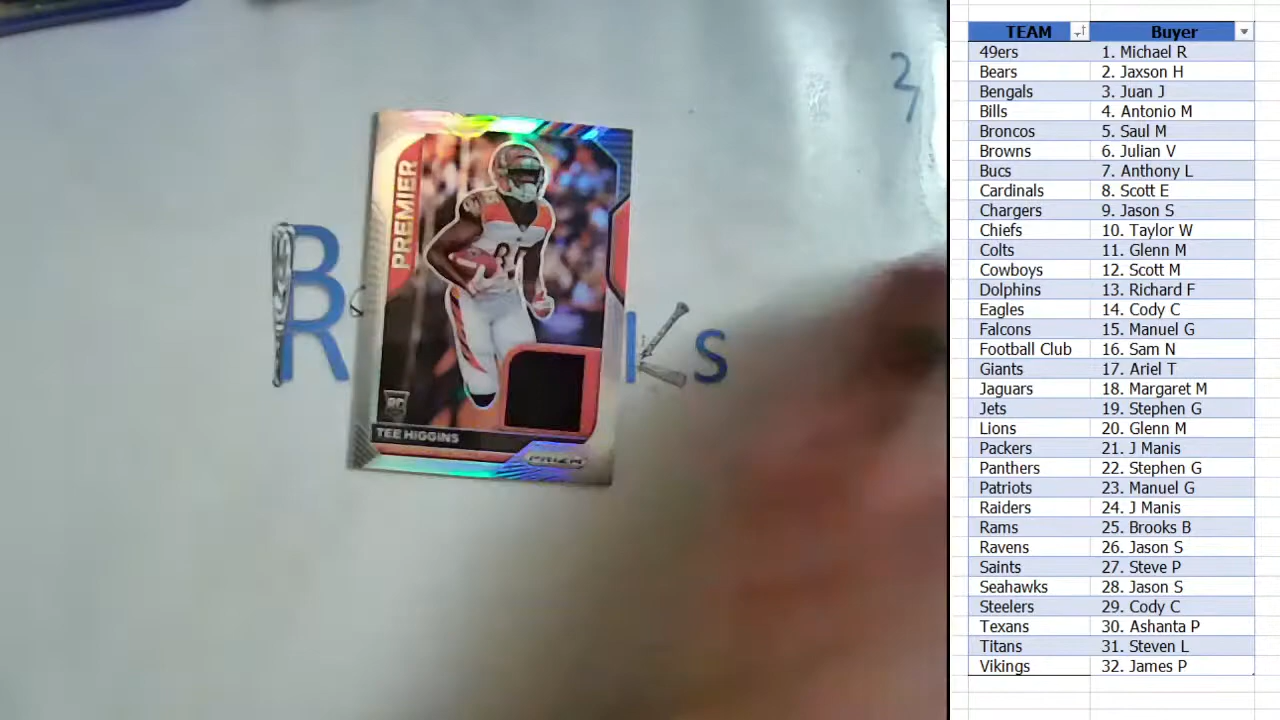 PREMIER
85
RC
TEE HIGGINS
PRIZM
TEAM Buyer
49ers 1. Michael R
Bears 2. Jaxson H
Bengals 3. Juan J
Bills 4. Antonio M
Broncos 5. Saul M
Browns 6. Julian V
Bucs 7. Anthony L
Cardinals 8. Scott E
Chargers 9. Jason S
Chiefs 10. Taylor W
Colts 11. Glenn M
Cowboys 12. Scott M
Dolphins 13. Richard F
Eagles 14. Cody C
Falcons 15. Manuel G
Football Club 16. Sam N
Giants 17. Ariel T
Jaguars 18. Margaret M
Jets 19. Stephen G
Lions 20. Glenn M
Packers 21. J Manis
Panthers 22. Stephen G
Patriots 23. Manuel G
Raiders 24. J Manis
Rams 25. Brooks B
Ravens 26. Jason S
Saints 27. Steve P
Seahawks 28. Jason S
Steelers 29. Cody C
Texans 30. Ashanta P
Titans 31. Steven L
Vikings 32. James P